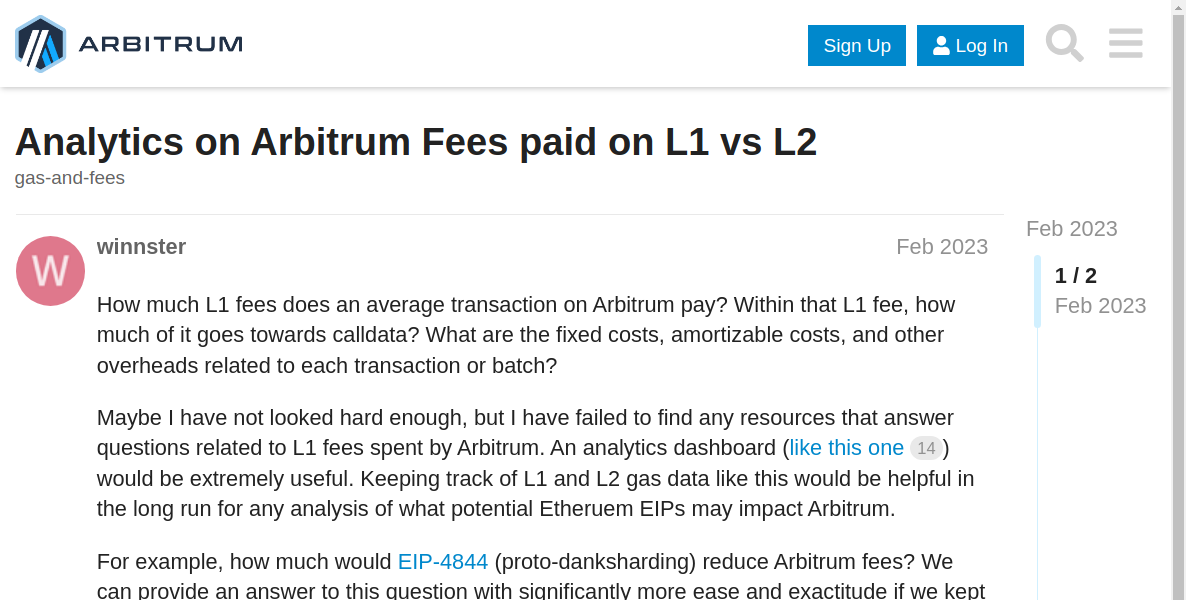 ARBITRUM
Sign Up
Log In
Analytics on Arbitrum Fees paid on L1 vs L2
gas-and-fees
Feb 2023
W
winnster
Feb 2023
1 / 2
Feb 2023
How much L1 fees does an average transaction on Arbitrum pay? Within that L1 fee, how
much of it goes towards calldata? What are the fixed costs, amortizable costs, and other
overheads related to each transaction or batch?
Maybe I have not looked hard enough, but I have failed to find any resources that answer
questions related to L1 fees spent by Arbitrum. An analytics dashboard (like this one 14)
would be extremely useful. Keeping track of L1 and L2 gas data like this would be helpful in
the long run for any analysis of what potential Etheruem EIPs may impact Arbitrum.
For example, how much would EIP-4844 (proto-danksharding) reduce Arbitrum fees? We
can provide an answer to this question with significantly more ease and exactitude if we kept